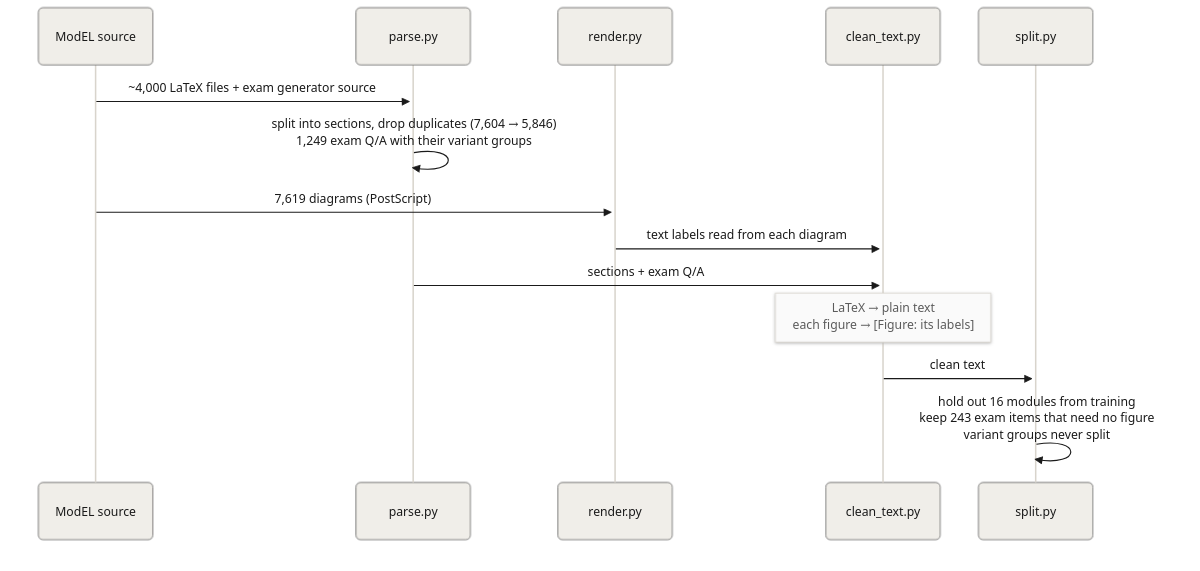 ModEL source
parse.py
render.py
clean_text.py
split.py
~4,000 LaTeX files + exam generator source
split into sections, drop duplicates (7,604 → 5,846)
1,249 exam Q/A with their variant groups
7,619 diagrams (PostScript)
text labels read from each diagram
sections + exam Q/A
LaTeX → plain text
each figure → [Figure: its labels]
clean text
hold out 16 modules from training
keep 243 exam items that need no figure
variant groups never split
ModEL source
parse.py
render.py
clean_text.py
split.py